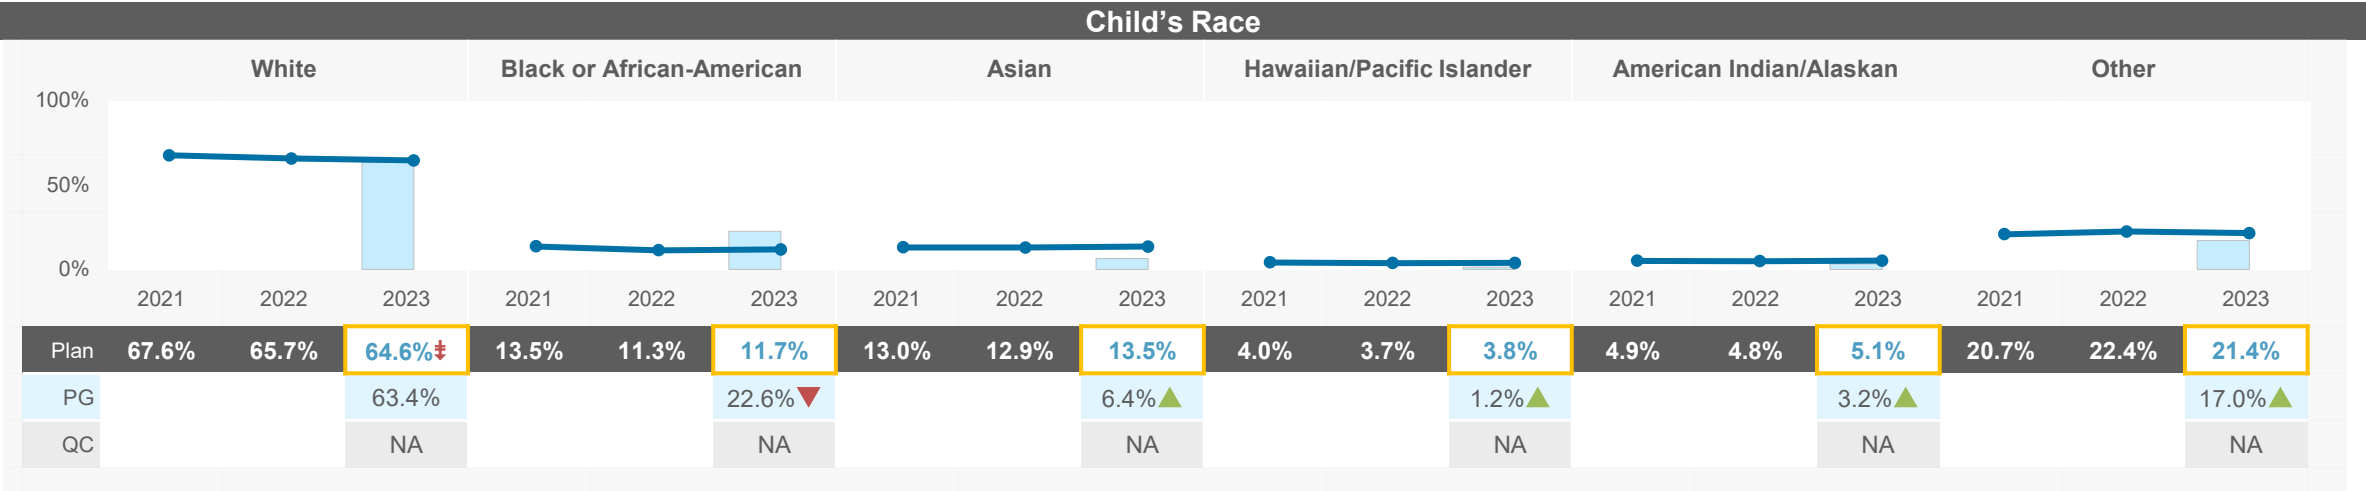 Child’s Race
White Black or African-American Asian Hawaiian/Pacific Islander American Indian/Alaskan Other
100%
50%
0%
2021 2022 2023 2021 2022 2023 2021 2022 2023 2021 2022 2023 2021 2022 2023 2021 2022 2023
Plan 67.6% 65.7% 64.6%⇟ 13.5% 11.3% 11.7% 13.0% 12.9% 13.5% 4.0% 3.7% 3.8% 4.9% 4.8% 5.1% 20.7% 22.4% 21.4%
PG 63.4% 22.6%▼ 6.4%▲ 1.2%▲ 3.2%▲ 17.0%▲
QC NA NA NA NA NA NA